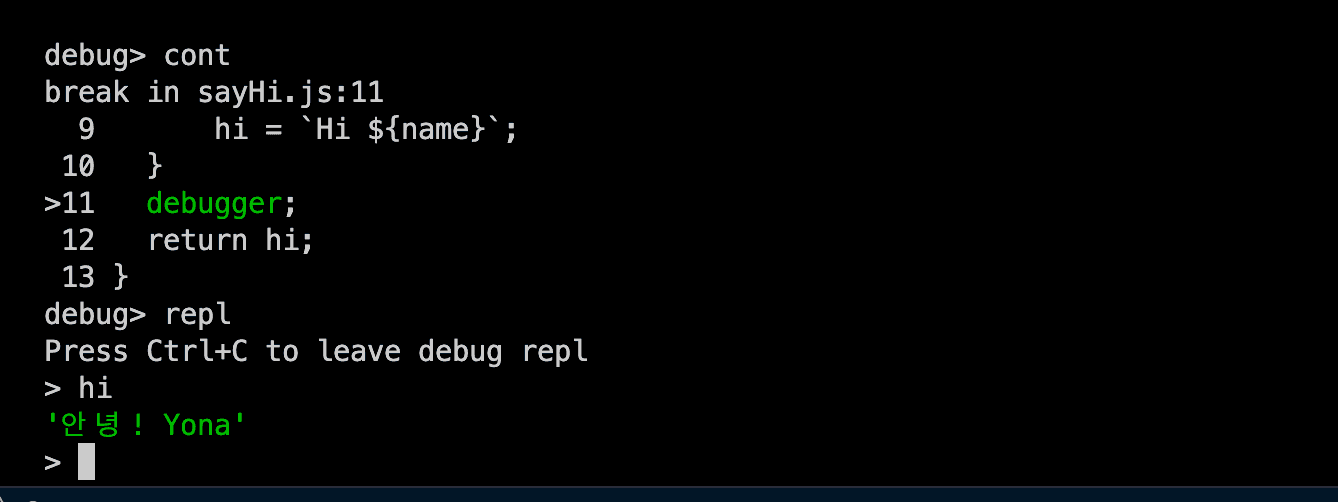 debug> cont
break in sayHi.js:11
  9       hi = `Hi ${name}`;
 10   }
>11   debugger;
 12   return hi;
 13 }
debug> repl
Press Ctrl+C to leave debug repl
> hi
'안녕! Yona'
>